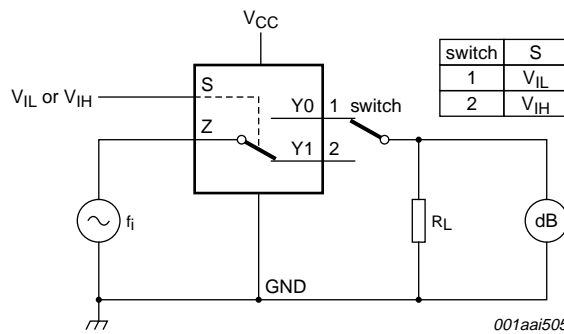 VCC
switch S
1 VIL
2 VIH
VIL or VIH
S
Y0 1 switch
Z
Y1 2
fi
RL
dB
GND
001aai505